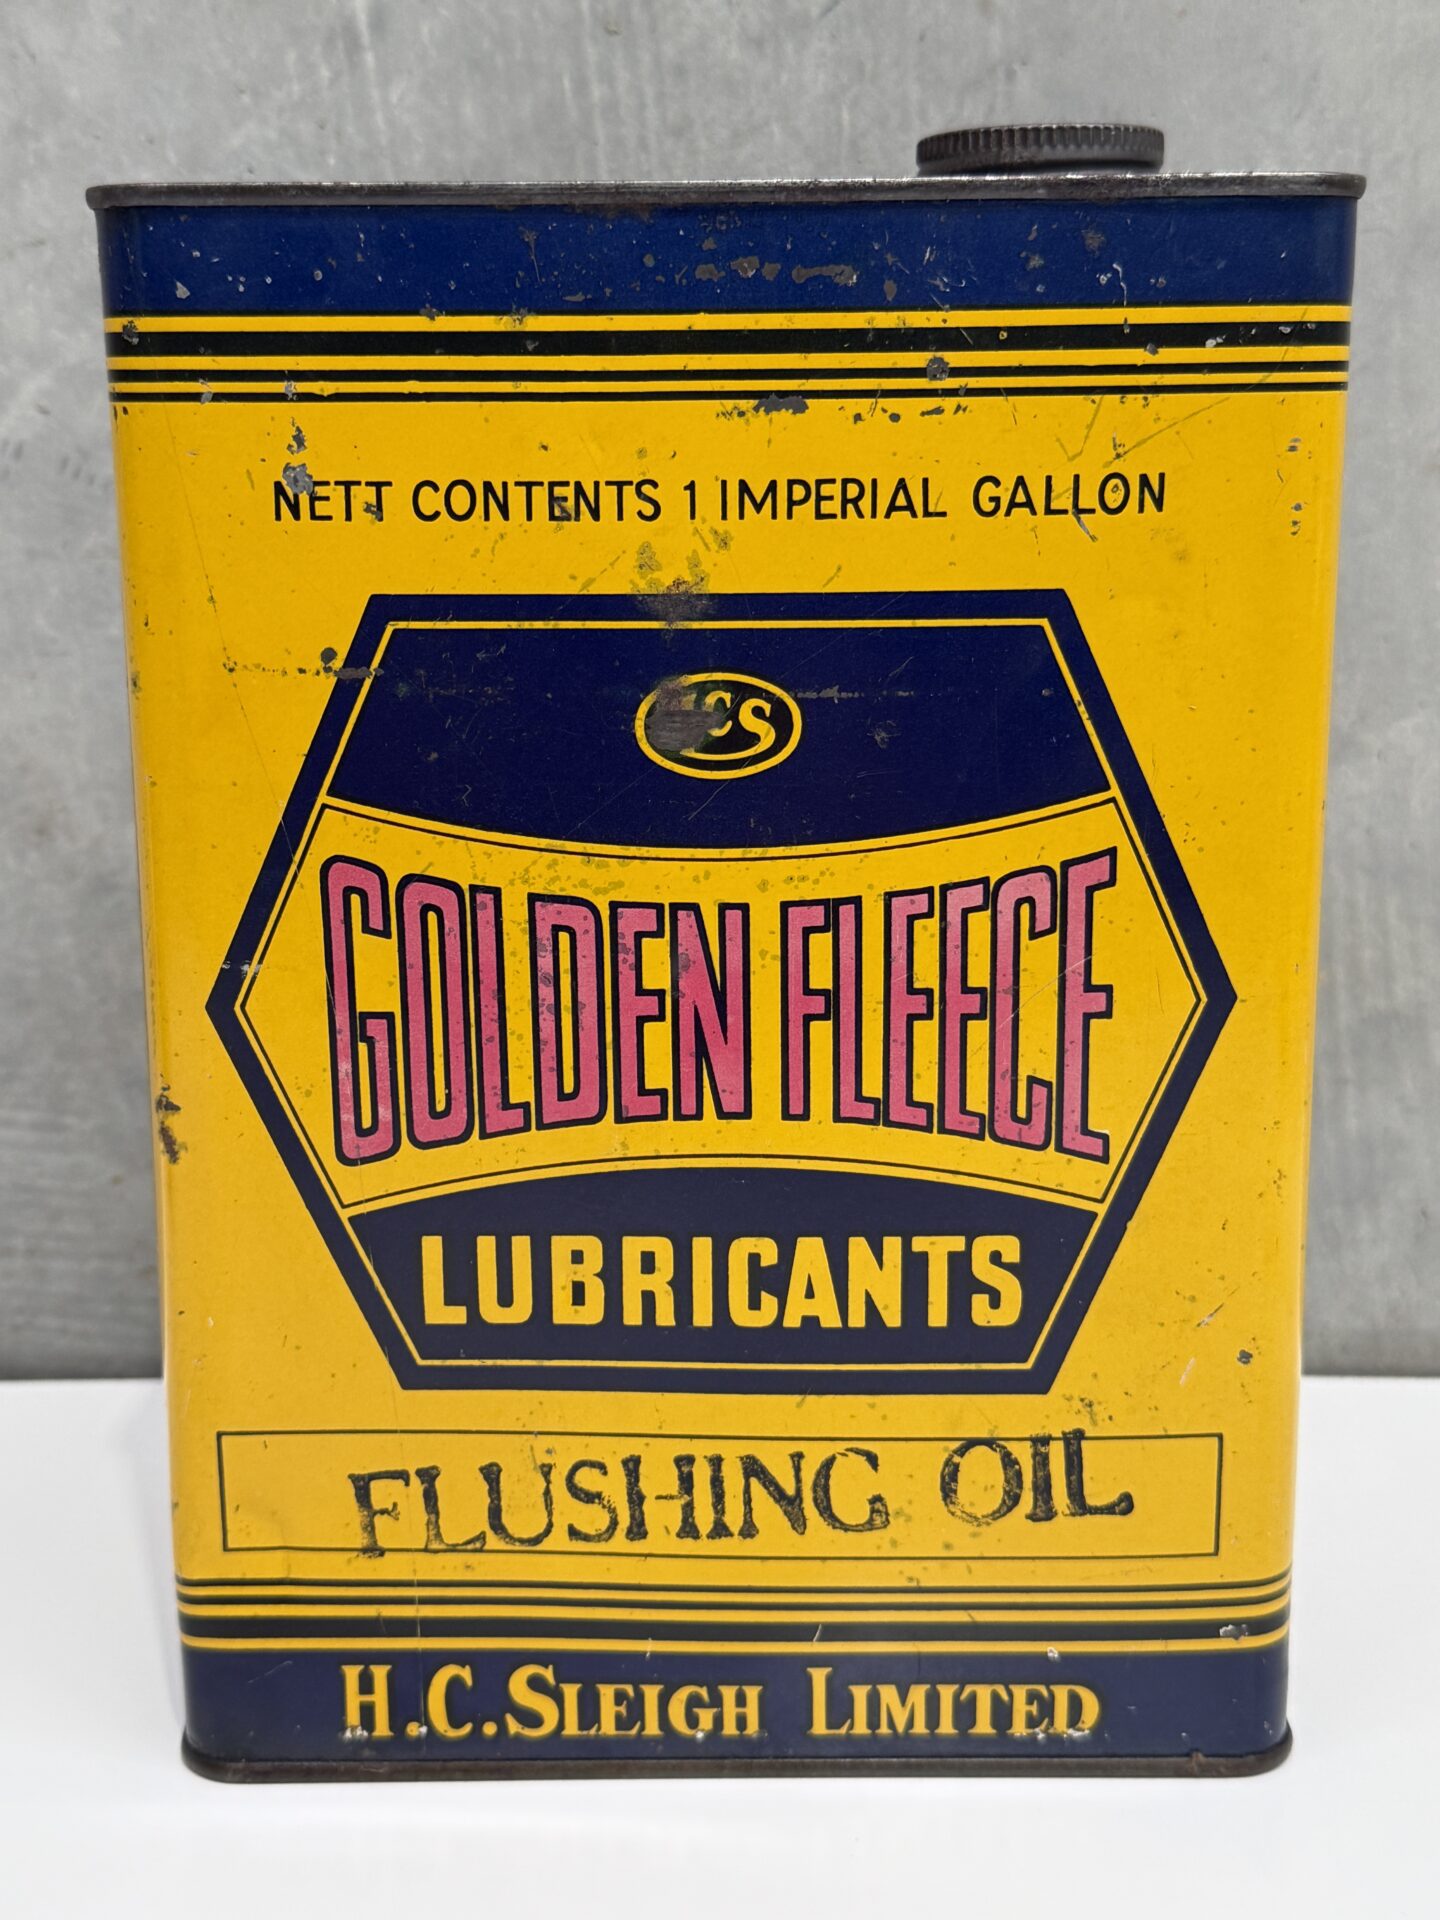 NETT CONTENTS 1 IMPERIAL GALLON
CS
GOLDEN FLEECE
LUBRICANTS
FLUSHING OIL
H.C. SLEIGH LIMITED